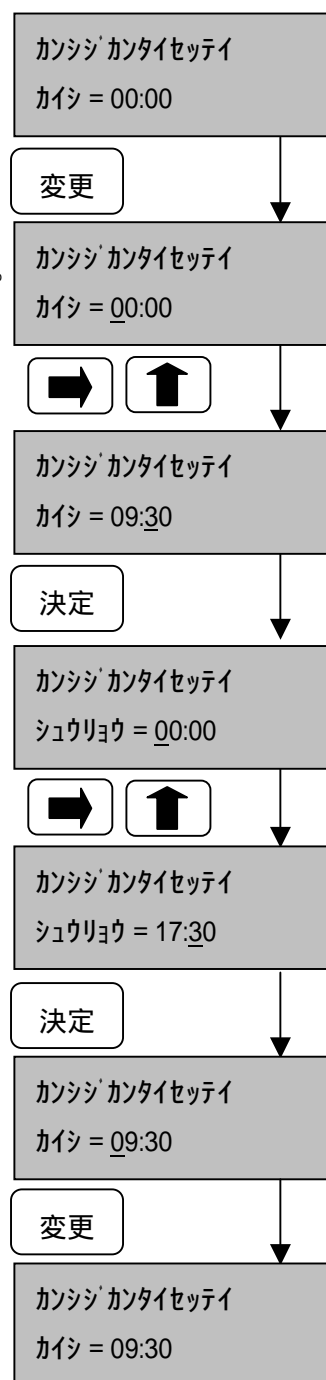 ｶﾝｼｼﾞｶﾝﾀｲｾｯﾃｲ
ｶｲｼ = 00:00
変更
ｶﾝｼｼﾞｶﾝﾀｲｾｯﾃｲ
ｶｲｼ = 00:00
ｶﾝｼｼﾞｶﾝﾀｲｾｯﾃｲ
ｶｲｼ = 09:30
決定
ｶﾝｼｼﾞｶﾝﾀｲｾｯﾃｲ
ｼｭｳﾘｮｳ = 00:00
ｶﾝｼｼﾞｶﾝﾀｲｾｯﾃｲ
ｼｭｳﾘｮｳ = 17:30
決定
ｶﾝｼｼﾞｶﾝﾀｲｾｯﾃｲ
ｶｲｼ = 09:30
変更
ｶﾝｼｼﾞｶﾝﾀｲｾｯﾃｲ
ｶｲｼ = 09:30